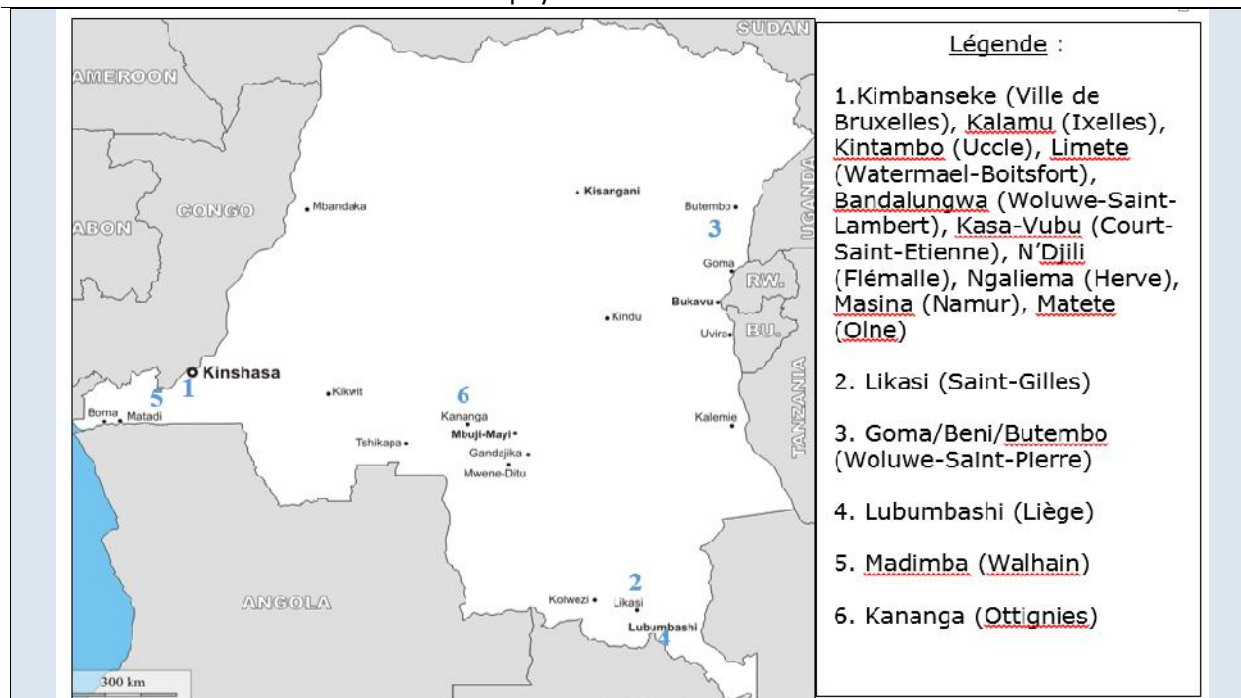 SUDAN
AMEROON
CONGO
ABON
UGANDA
RW.
BU.
TANZANIA
ANGOLA
Kisargani
Mbandaka
Butembo
3
Goma
Bukavu
Kindu
Uvira
Kinshasa
5
1
Boma
Matadi
Kikwit
6
Kananga
Mbuji-Mayi
Tshikapa
Gandajika
Mwene-Ditu
Kalemie
2
Kolwezi
Likasi
Lubumbashi
4
300 km
Légende :
1.Kimbanseke (Ville de
Bruxelles), Kalamu (Ixelles),
Kintambo (Uccle), Limete
(Watermael-Boitsfort),
Bandalungwa (Woluwe-Saint-
Lambert), Kasa-Vubu (Court-
Saint-Etienne), N'Djili
(Flémalle), Ngaliema (Herve),
Masina (Namur), Matete
(Olne)
2. Likasi (Saint-Gilles)
3. Goma/Beni/Butembo
(Woluwe-Saint-Pierre)
4. Lubumbashi (Liège)
5. Madimba (Walhain)
6. Kananga (Ottignies)